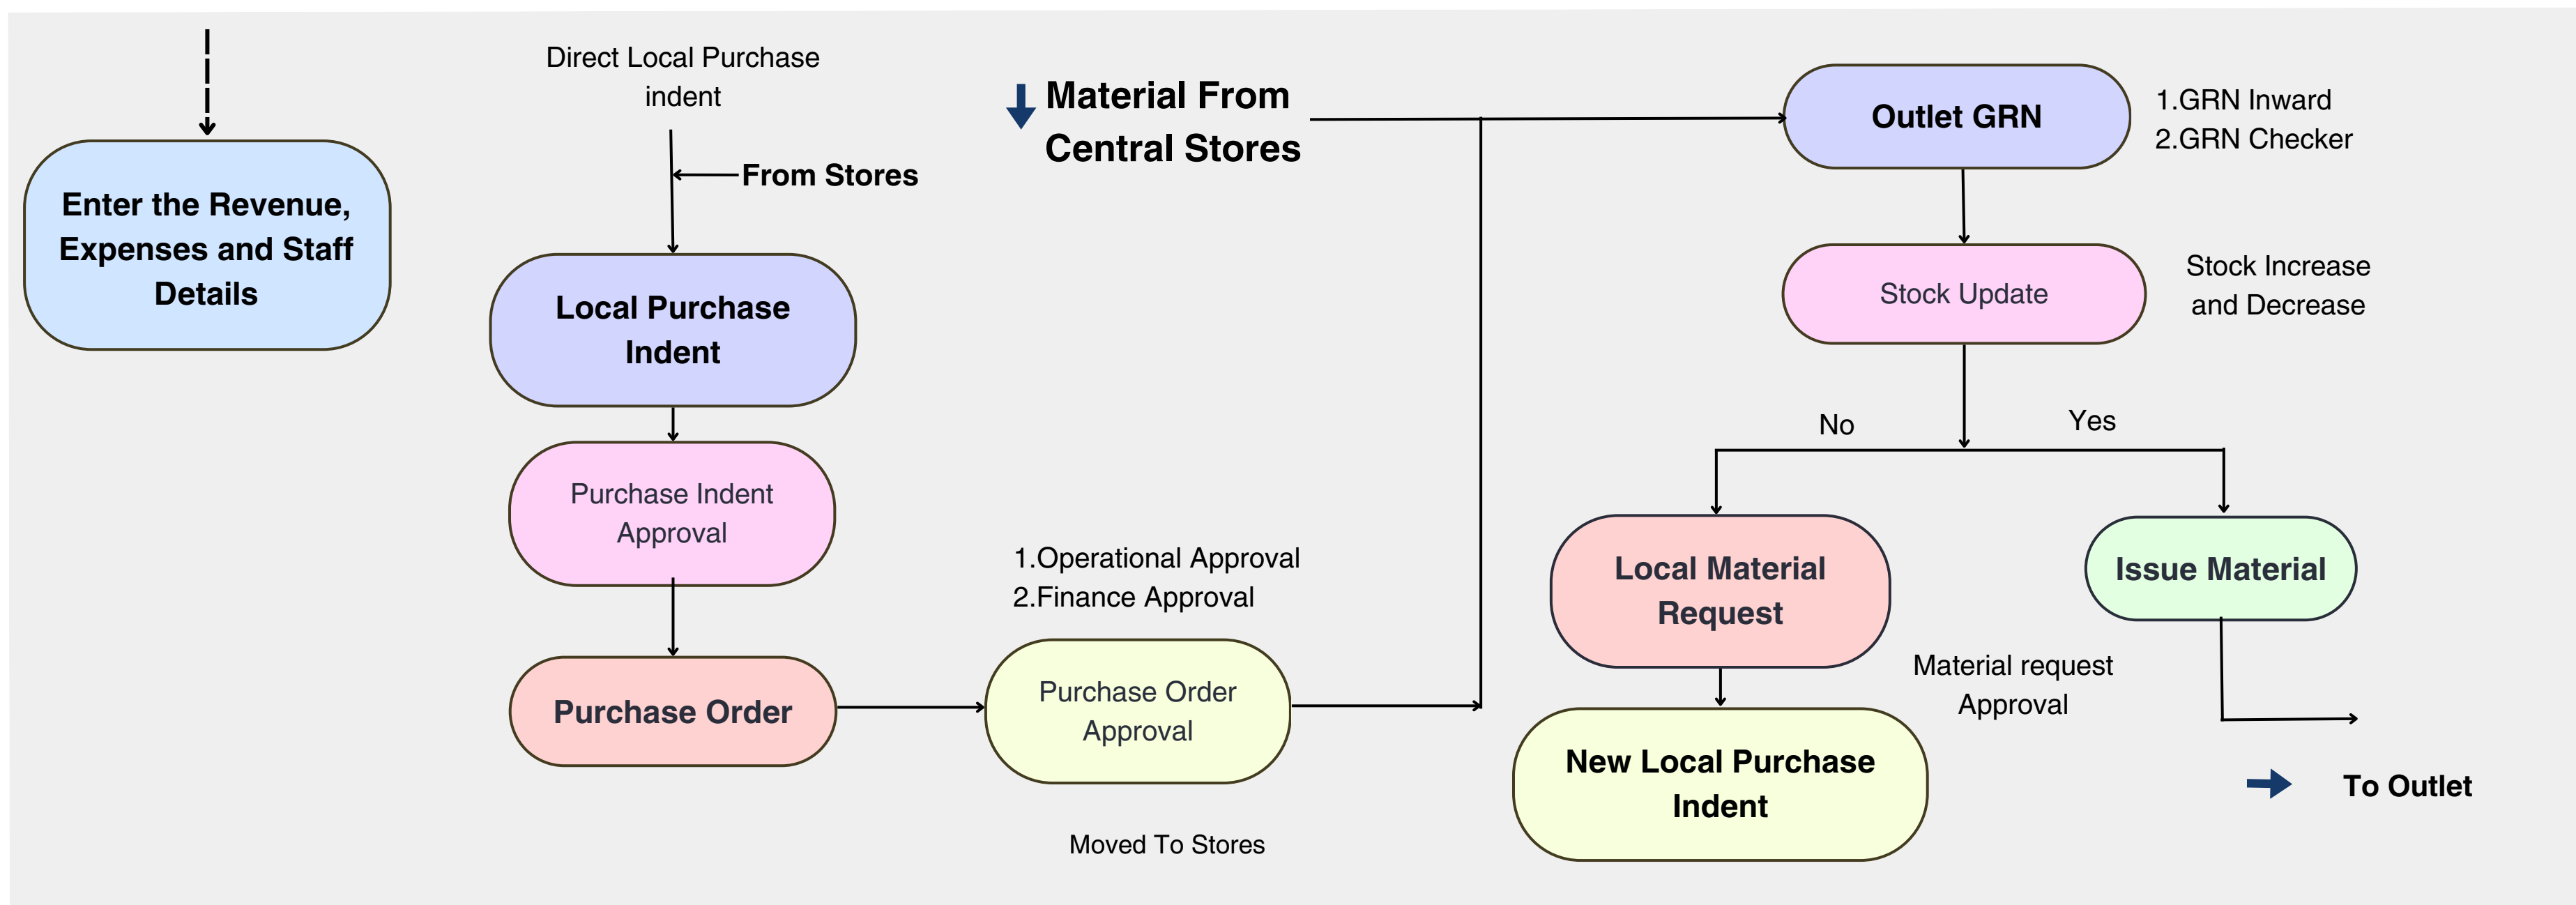 Enter the Revenue,
Expenses and Staff
Details
Direct Local Purchase
indent
From Stores
Local Purchase
Indent
Purchase Indent
Approval
Purchase Order
1.Operational Approval
2.Finance Approval
Purchase Order
Approval
Moved To Stores
Material From
Central Stores
Outlet GRN
1.GRN Inward
2.GRN Checker
Stock Update
Stock Increase
and Decrease
No
Yes
Local Material
Request
Issue Material
Material request
Approval
New Local Purchase
Indent
To Outlet